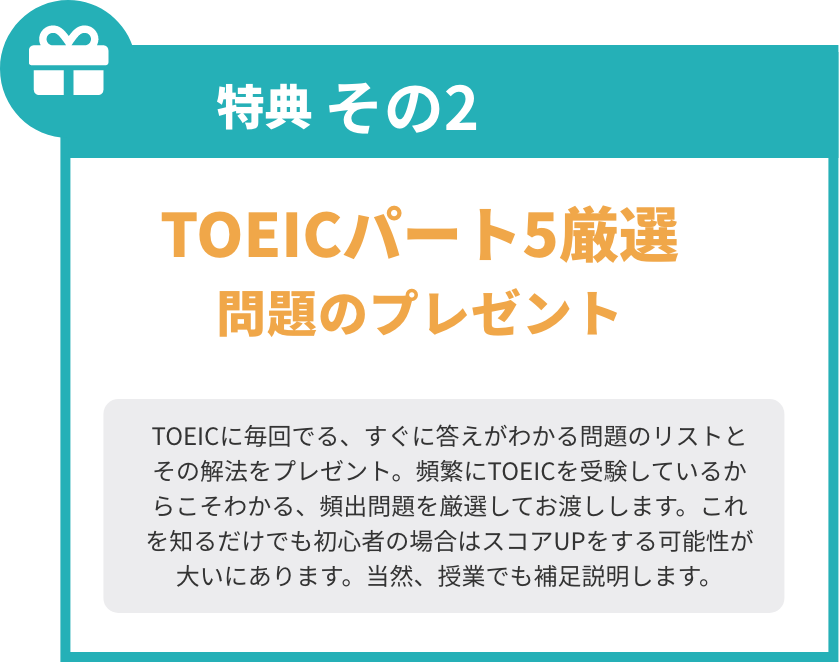 特典 その2
TOEICパート5厳選
問題のプレゼント
TOEICに毎回でる、すぐに答えがわかる問題のリストと
その解法をプレゼント。頻繁にTOEICを受験しているか
らこそわかる、頻出問題を厳選してお渡しします。これ
を知るだけでも初心者の場合はスコアUPをする可能性が
大いにあります。当然、授業でも補足説明します。